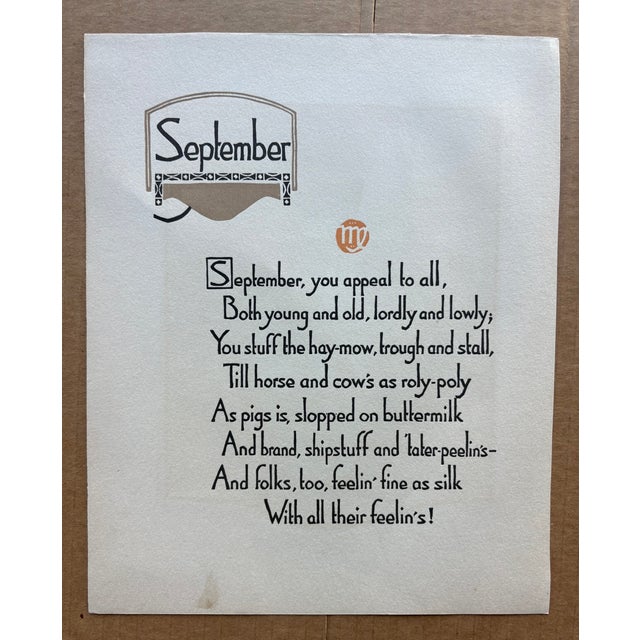 September
September, you appeal to all,
Both young and old, lordly and lowly;
You stuff the hay-mow, trough and stall,
Till horse and cow's as roly-poly
As pigs is, slopped on buttermilk
And brand, shipstuff and 'tater-peelin's-
And folks, too, feelin' fine as silk
With all their feelin's!